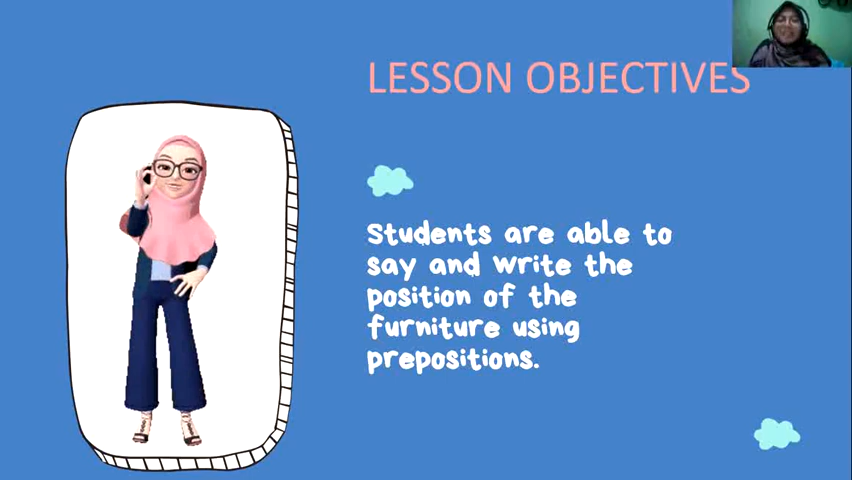 LESSON OBJECTIVES
Students are able to
say and write the
position of the
furniture using
prepositions.